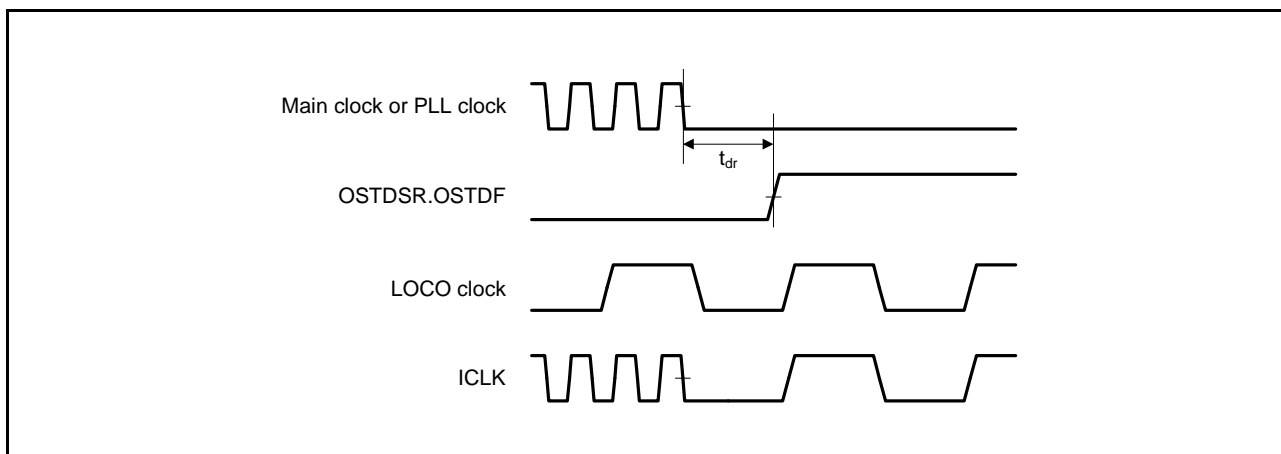 Main clock or PLL clock
tdr
OSTDSR.OSTDF
LOCO clock
ICLK